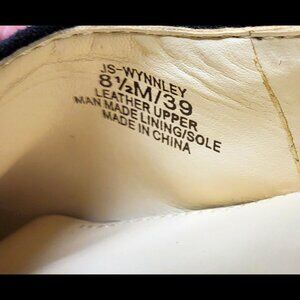 JS-WYNNLEY
8½M/39
LEATHER UPPER
MAN MADE LINING/SOLE
MADE IN CHINA